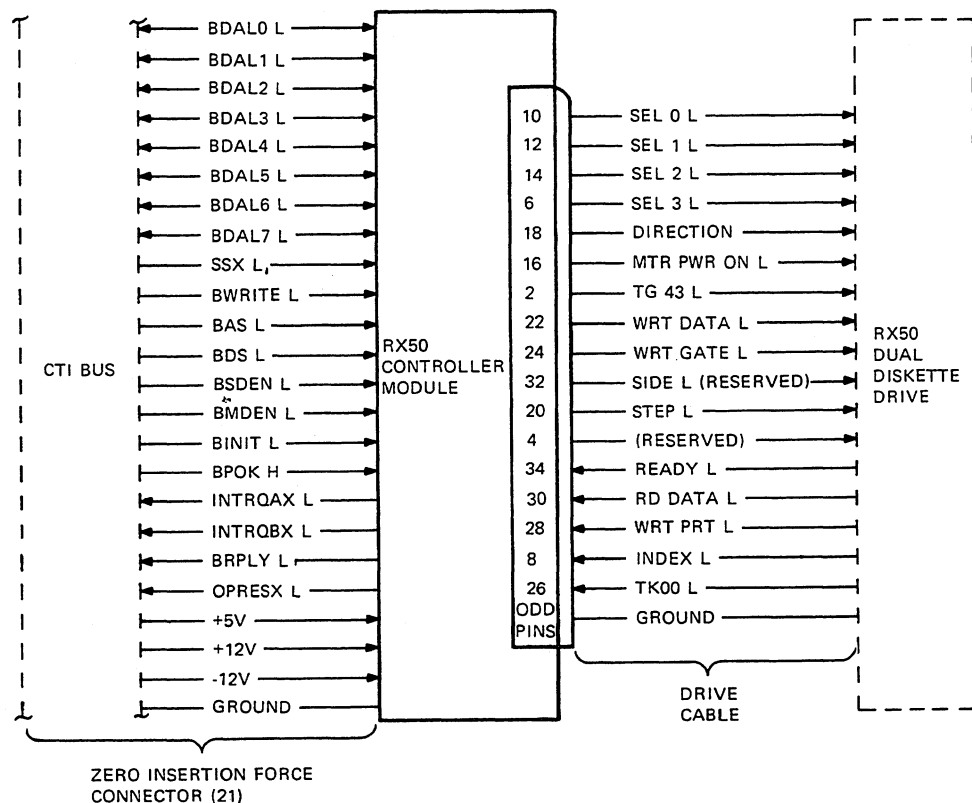 BDAL0 L
BDAL1 L
BDAL2 L
BDAL3 L
BDAL4 L
BDAL5 L
BDAL6 L
BDAL7 L
SSX L
BWRITE L
BAS L
BDS L
BSDEN L
BMDEN L
BINIT L
BPOK H
INTRQAX L
INTRQBX L
BRPLY L
OPRESX L
+5V
+12V
-12V
GROUND
CTI BUS
ZERO INSERTION FORCE
CONNECTOR (21)
RX50
CONTROLLER
MODULE
10 SEL 0 L
12 SEL 1 L
14 SEL 2 L
6 SEL 3 L
18 DIRECTION
16 MTR PWR ON L
2 TG 43 L
22 WRT DATA L
24 WRT GATE L
32 SIDE L (RESERVED)
20 STEP L
4 (RESERVED)
34 READY L
30 RD DATA L
28 WRT PRT L
8 INDEX L
26 TK00 L
ODD
PINS
GROUND
DRIVE
CABLE
RX50
DUAL
DISKETTE
DRIVE